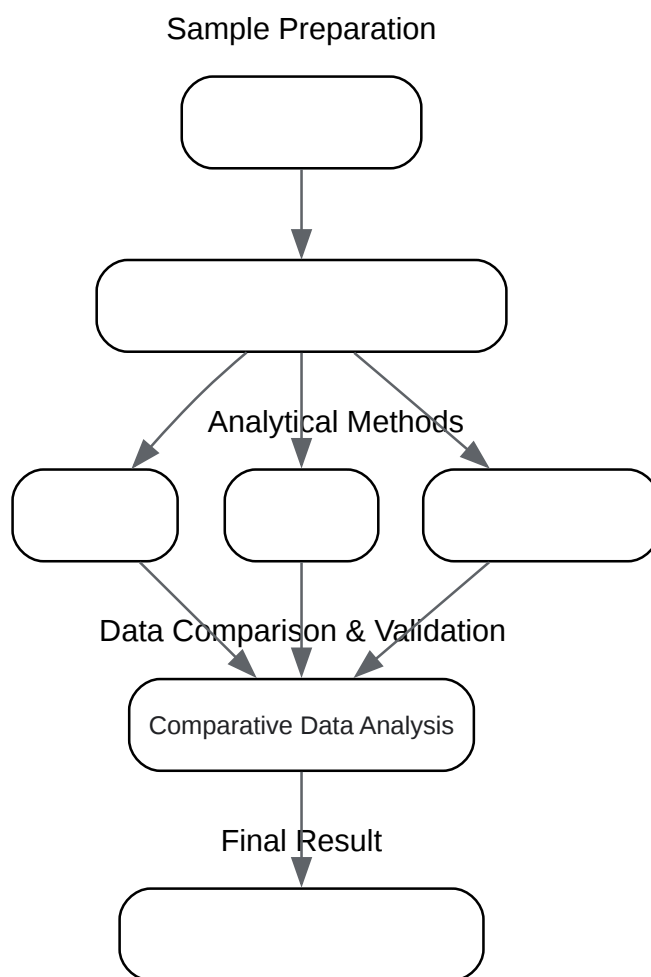 Sample Preparation
Analytical Methods
Data Comparison & Validation
Comparative Data Analysis
Final Result